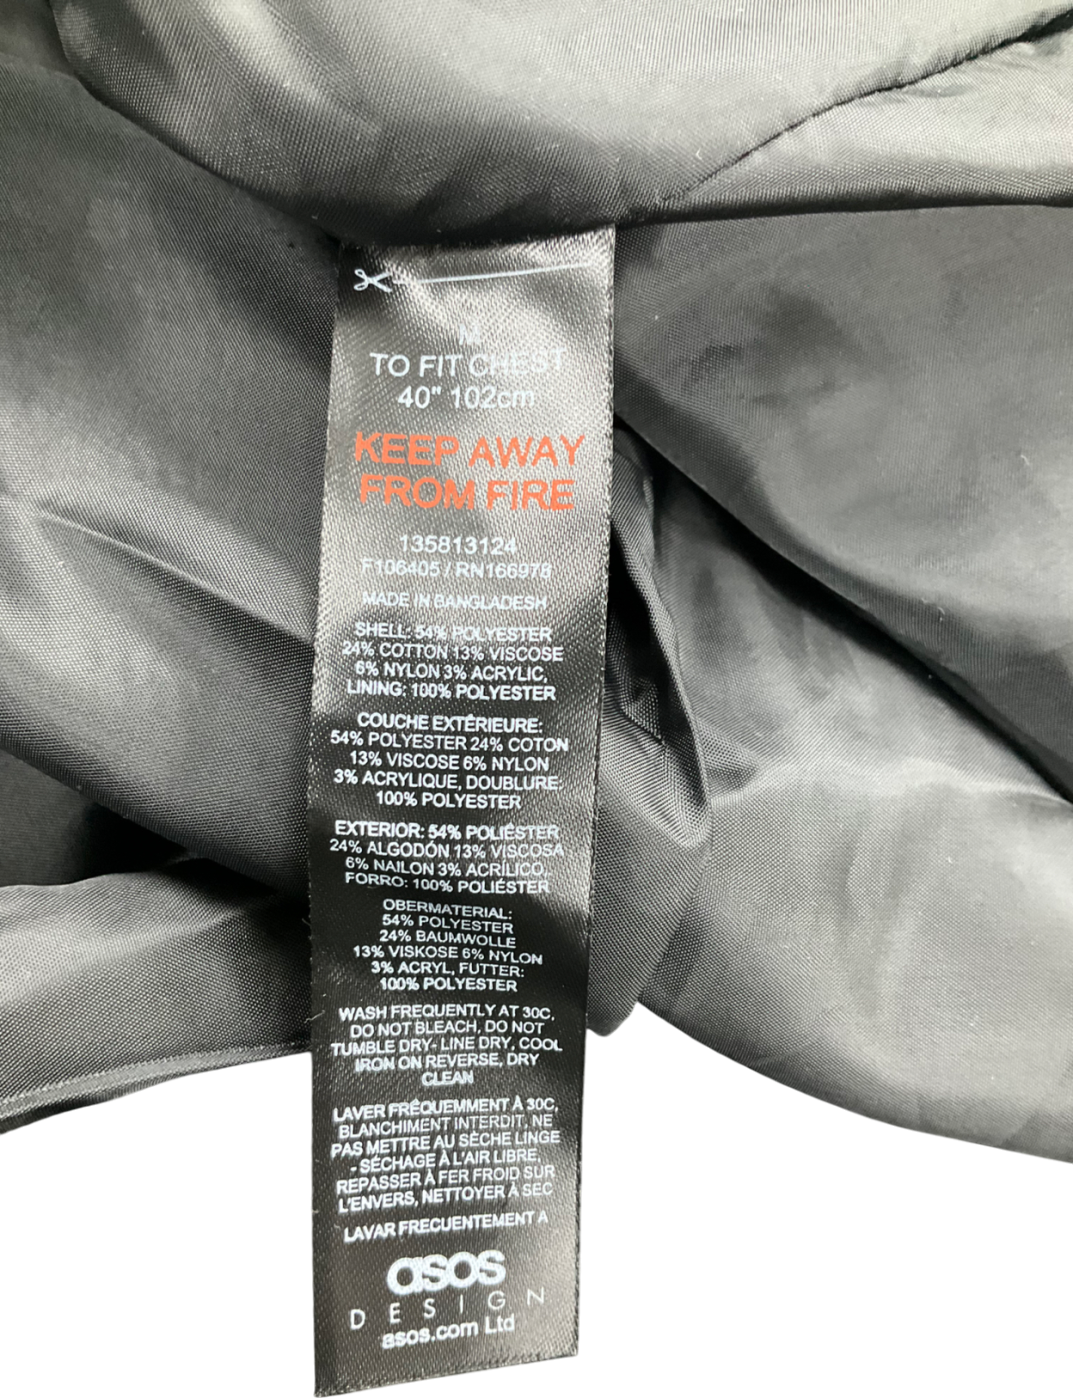 M
TO FIT CHEST
40" 102cm
KEEP AWAY
FROM FIRE
135813124
F106405 / RN166978
MADE IN BANGLADESH
SHELL: 54% POLYESTER
24% COTTON 13% VISCOSE
6% NYLON 3% ACRYLIC,
LINING: 100% POLYESTER
COUCHE EXTÉRIEURE:
54% POLYESTER 24% COTON
13% VISCOSE 6% NYLON
3% ACRYLIQUE, DOUBLURE:
100% POLYESTER
EXTERIOR: 54% POLIÉSTER
24% ALGODÓN 13% VISCOSA
6% NAILON 3% ACRÍLICO,
FORRO: 100% POLIÉSTER
OBERMATERIAL:
54% POLYESTER
24% BAUMWOLLE
13% VISKOSE 6% NYLON
3% ACRYL, FUTTER:
100% POLYESTER
WASH FREQUENTLY AT 30C,
DO NOT BLEACH, DO NOT
TUMBLE DRY- LINE DRY, COOL
IRON ON REVERSE, DRY
CLEAN
LAVER FRÉQUEMMENT À 30C,
BLANCHIMENT INTERDIT, NE
PAS METTRE AU SÈCHE LINGE
- SÉCHAGE À L'AIR LIBRE,
REPASSER À FER FROID SUR
L'ENVERS, NETTOYER À SEC
LAVAR FRECUENTEMENT A
asos
DESIGN
asos.com Ltd